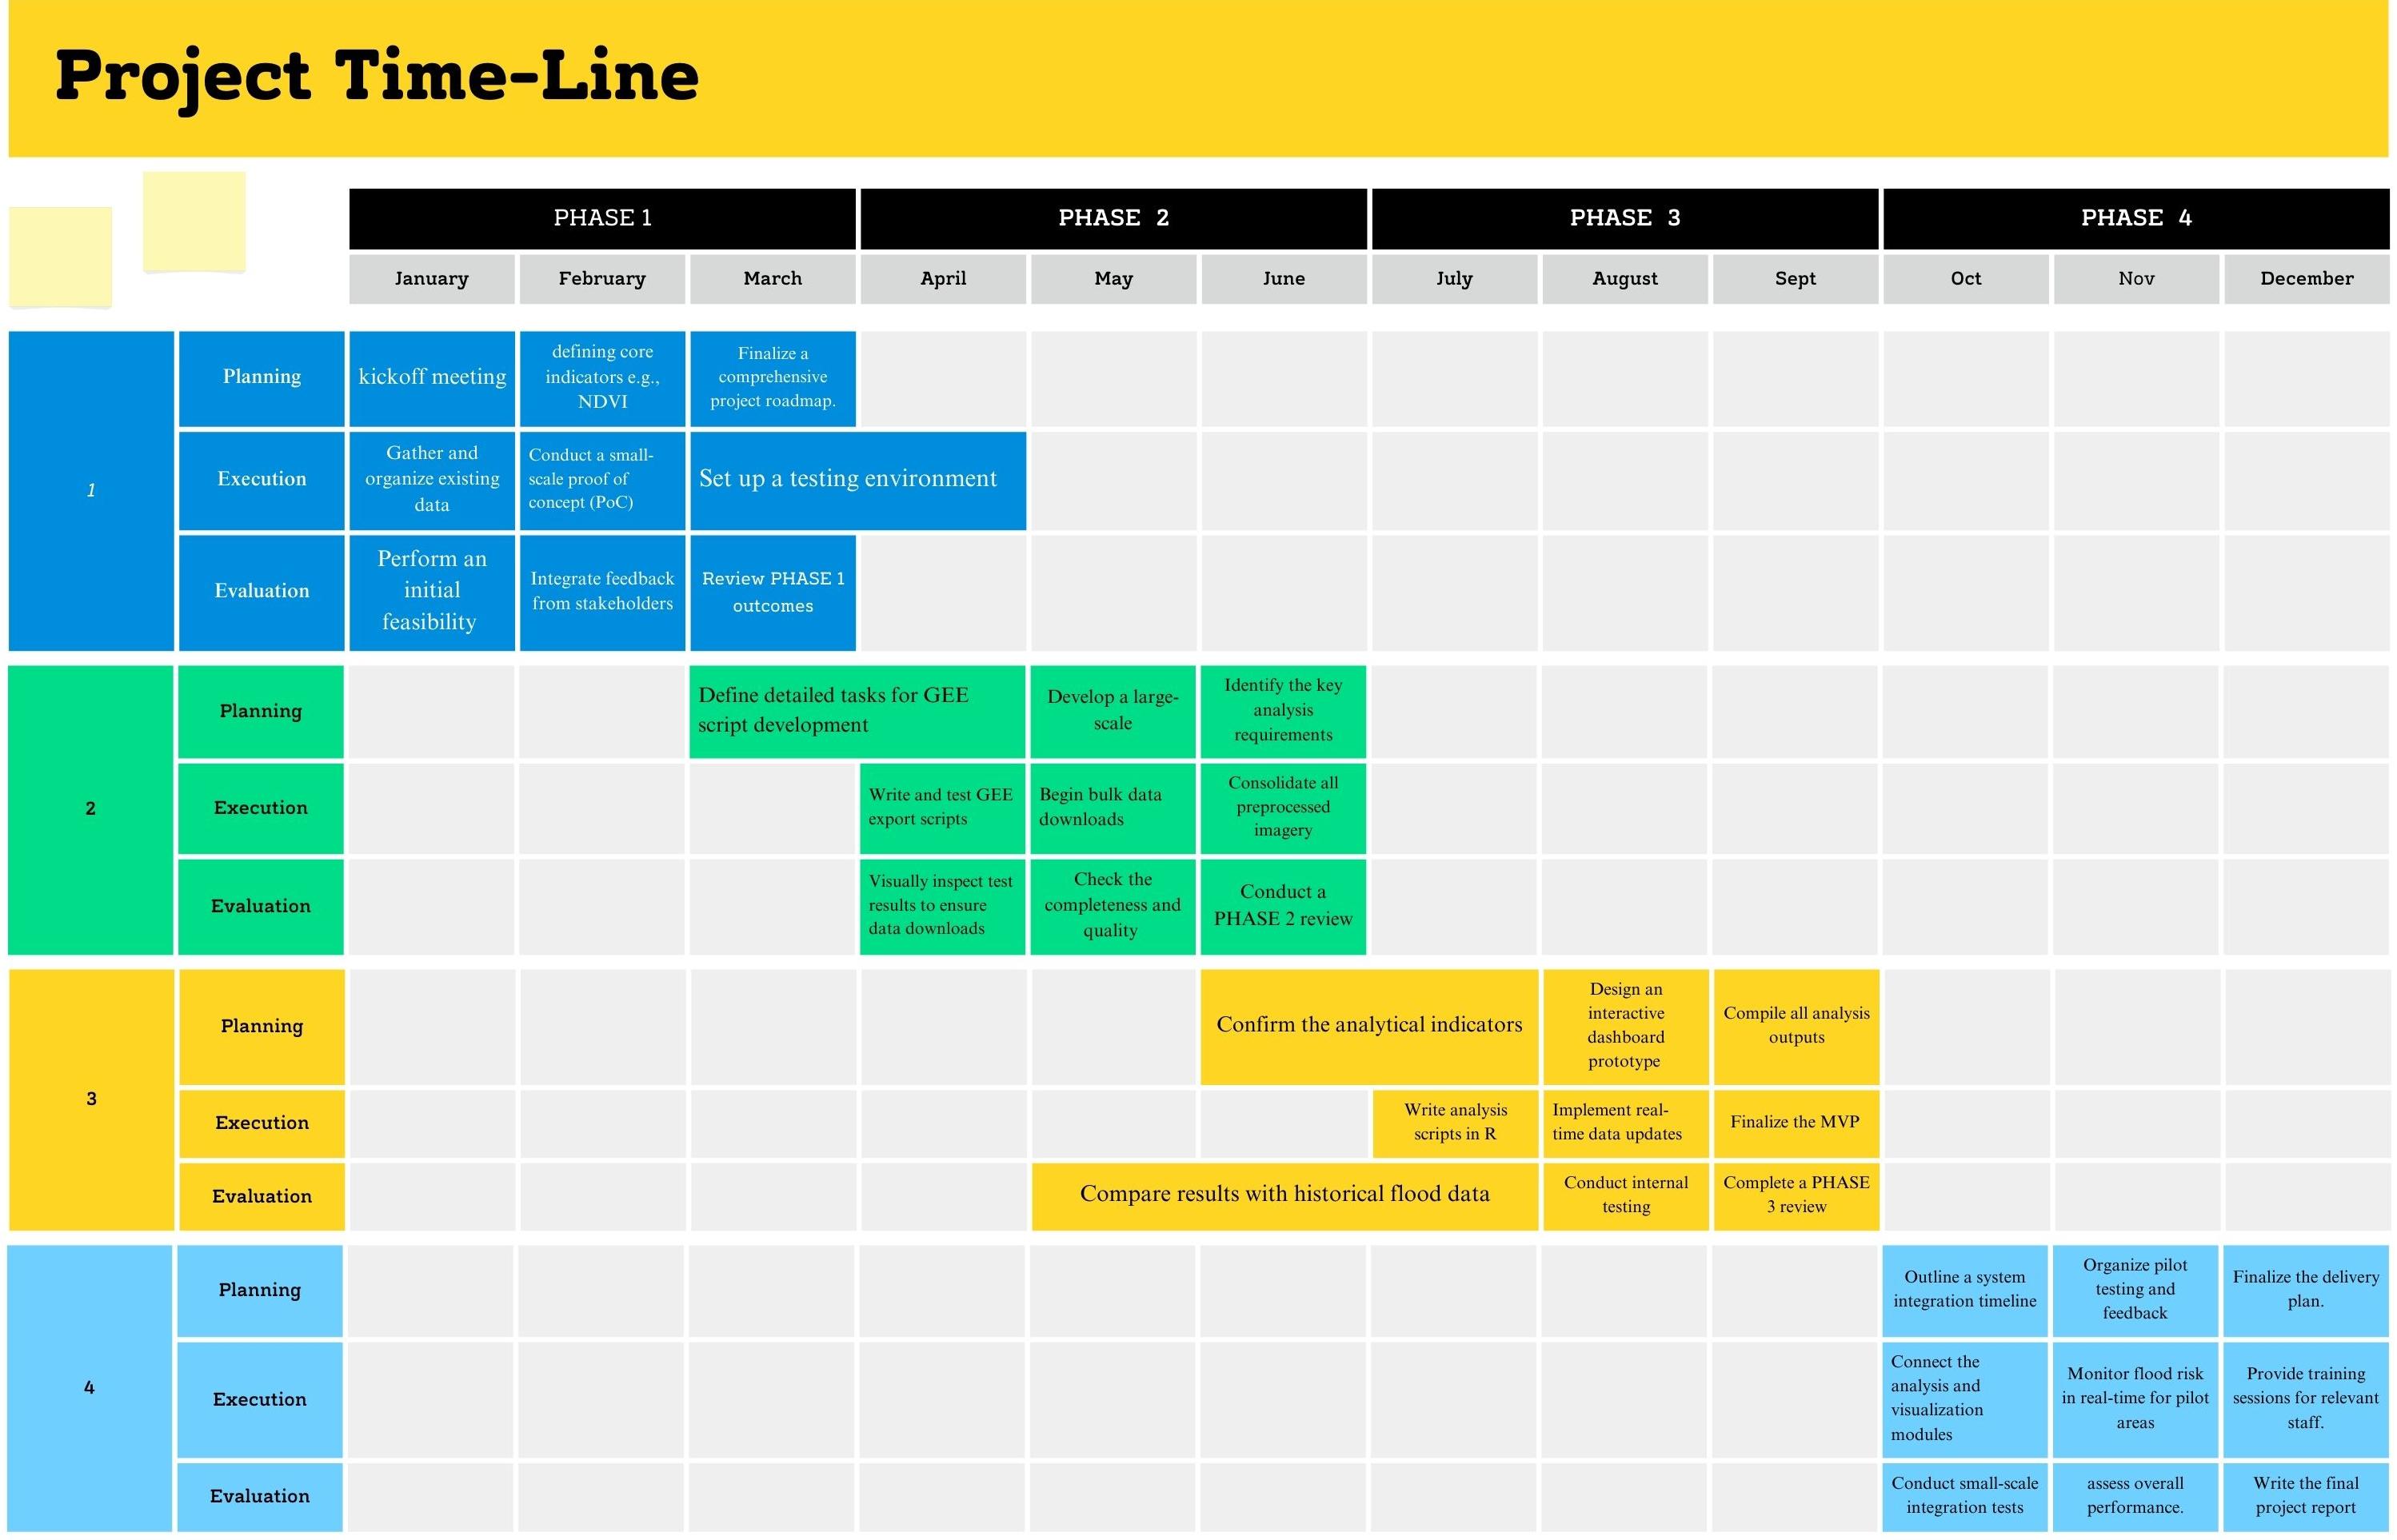 Project Time-Line
PHASE 1
PHASE 2
PHASE 3
PHASE 4
January
February
March
April
May
June
July
August
Sept
Oct
Nov
December
1
Planning
kickoff meeting
defining core
indicators e.g.,
NDVI
Finalize a
comprehensive
project roadmap.
Execution
Gather and
organize existing
data
Conduct a small-
scale proof of
concept (PoC)
Set up a testing environment
Evaluation
Perform an
initial
feasibility
Integrate feedback
from stakeholders
Review PHASE 1
outcomes
2
Planning
Define detailed tasks for GEE
script development
Develop a large-
scale
Identify the key
analysis
requirements
Execution
Write and test GEE
export scripts
Begin bulk data
downloads
Consolidate all
preprocessed
imagery
Evaluation
Visually inspect test
results to ensure
data downloads
Check the
completeness and
quality
Conduct a
PHASE 2 review
3
Planning
Confirm the analytical indicators
Design an
interactive
dashboard
prototype
Compile all analysis
outputs
Execution
Write analysis
scripts in R
Implement real-
time data updates
Finalize the MVP
Evaluation
Compare results with historical flood data
Conduct internal
testing
Complete a PHASE
3 review
4
Planning
Outline a system
integration timeline
Organize pilot
testing and
feedback
Finalize the delivery
plan.
Execution
Connect the
analysis and
visualization
modules
Monitor flood risk
in real-time for pilot
areas
Provide training
sessions for relevant
staff.
Evaluation
Conduct small-scale
integration tests
assess overall
performance.
Write the final
project report